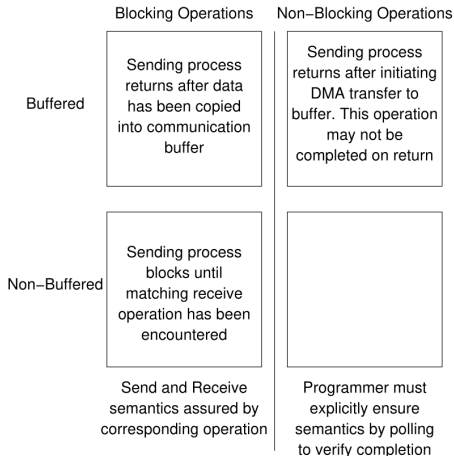 Blocking Operations
Non−Blocking Operations
Buffered
Sending process
returns after data
has been copied
into communication
buffer
Sending process
returns after initiating
DMA transfer to
buffer. This operation
may not be
completed on return
Non−Buffered
Sending process
blocks until
matching receive
operation has been
encountered
Send and Receive
semantics assured by
corresponding operation
Programmer must
explicitly ensure
semantics by polling
to verify completion